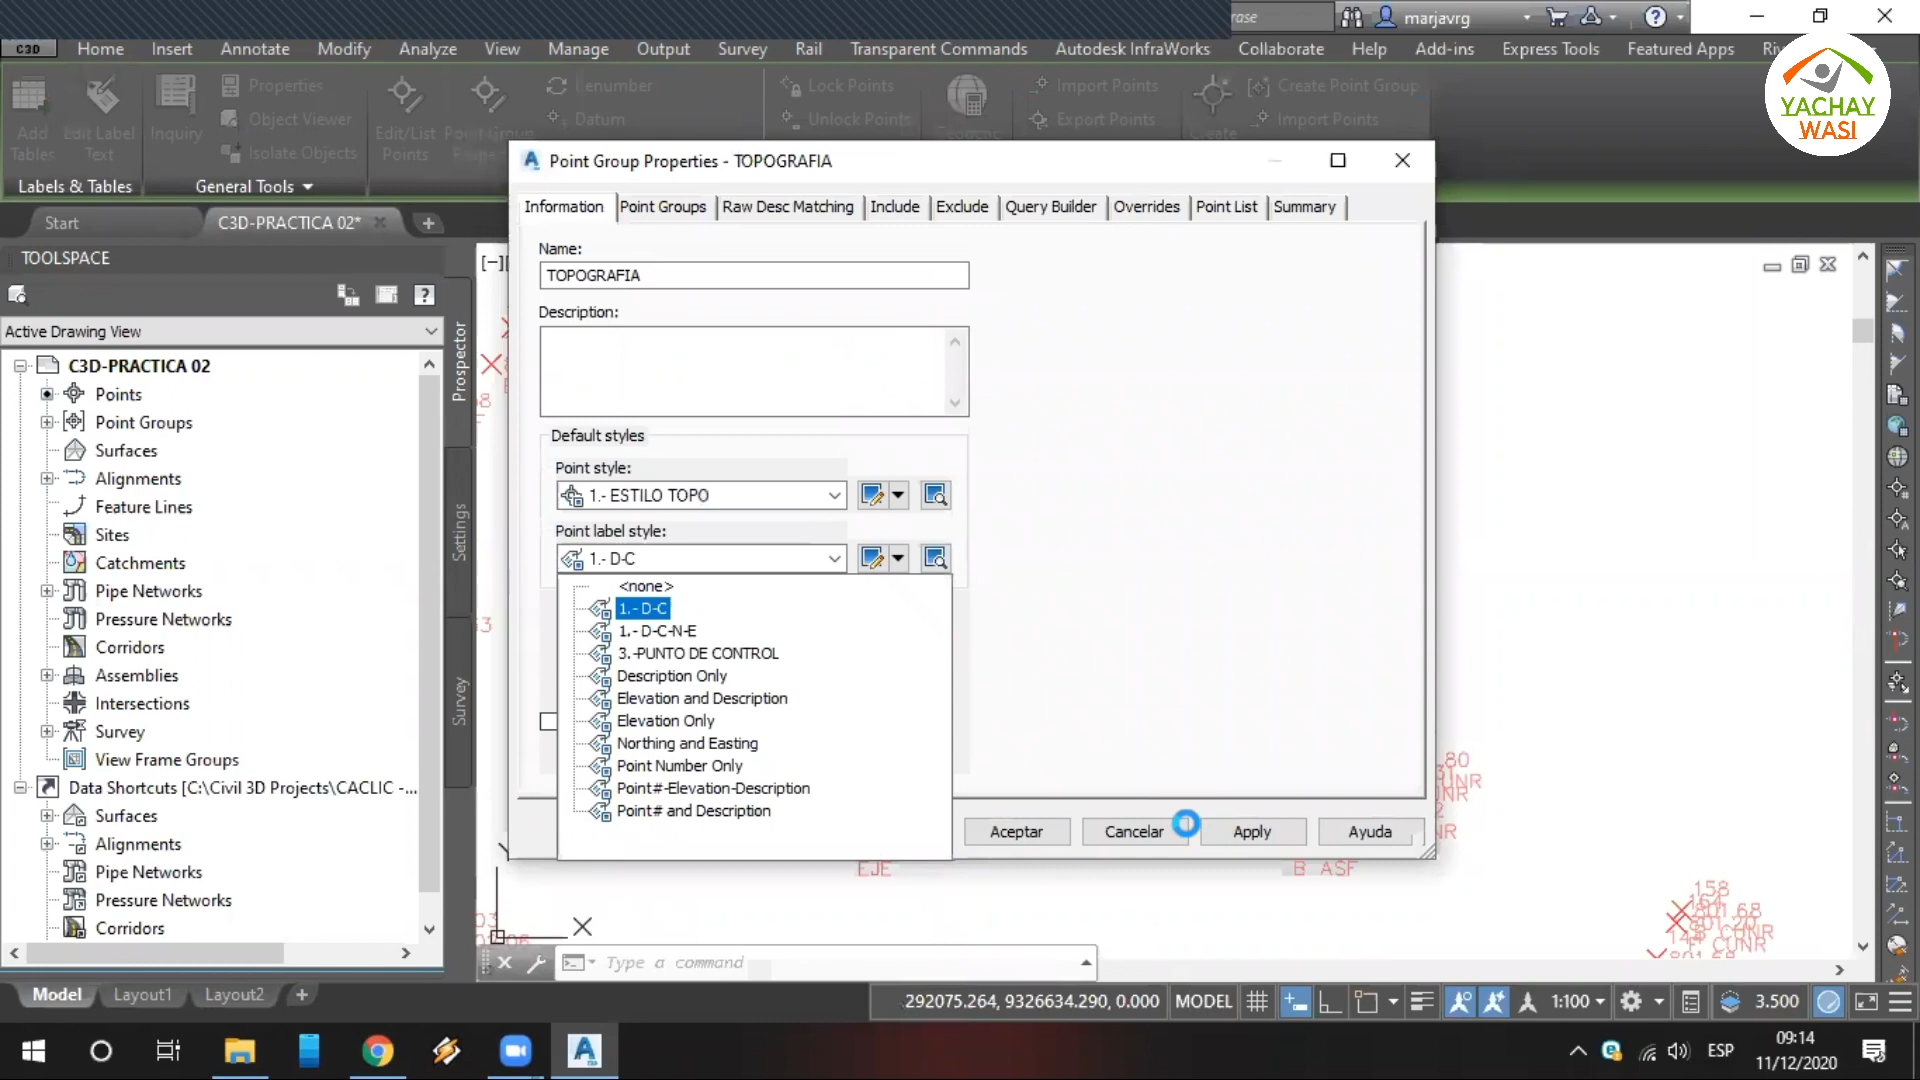 rase
marjavrg
YACHAY
WASI
C3D
Home Insert Annotate Modify Analyze View Manage Output Survey Rail Transparent Commands Autodesk InfraWorks Collaborate Help Add-ins Express Tools Featured Apps
Add
Tables
Edit Label
Text
Labels & Tables
Inquiry
Properties
Object Viewer
Isolate Objects
General Tools
Edit/List
Points
Datum
Lock Points
Unlock Points
Import Points
Export Points
Create
Create Point Group
Import Points
Start
C3D-PRACTICA 02*
TOOLSPACE
Active Drawing View
C3D-PRACTICA 02
Points
Point Groups
Surfaces
Alignments
Feature Lines
Sites
Catchments
Pipe Networks
Pressure Networks
Corridors
Assemblies
Intersections
Survey
View Frame Groups
Data Shortcuts [C:\Civil 3D Projects\CACLIC -...
Surfaces
Alignments
Pipe Networks
Pressure Networks
Corridors
Prospector
Settings
Survey
Point Group Properties - TOPOGRAFIA
Information Point Groups Raw Desc Matching Include Exclude Query Builder Overrides Point List Summary
Name:
TOPOGRAFIA
Description:
Default styles
Point style:
1.- ESTILO TOPO
Point label style:
1.- D-C
<none>
1.- D-C
1.- D-C-N-E
3.-PUNTO DE CONTROL
Description Only
Elevation and Description
Elevation Only
Northing and Easting
Point Number Only
Point#-Elevation-Description
Point# and Description
Aceptar Cancelar Apply Ayuda
EJE
B ASF
158
801.68
CUNR
Type a command
Model Layout1 Layout2
292075.264, 9326634.290, 0.000 MODEL 1:100 3.500
ESP
09:14
11/12/2020